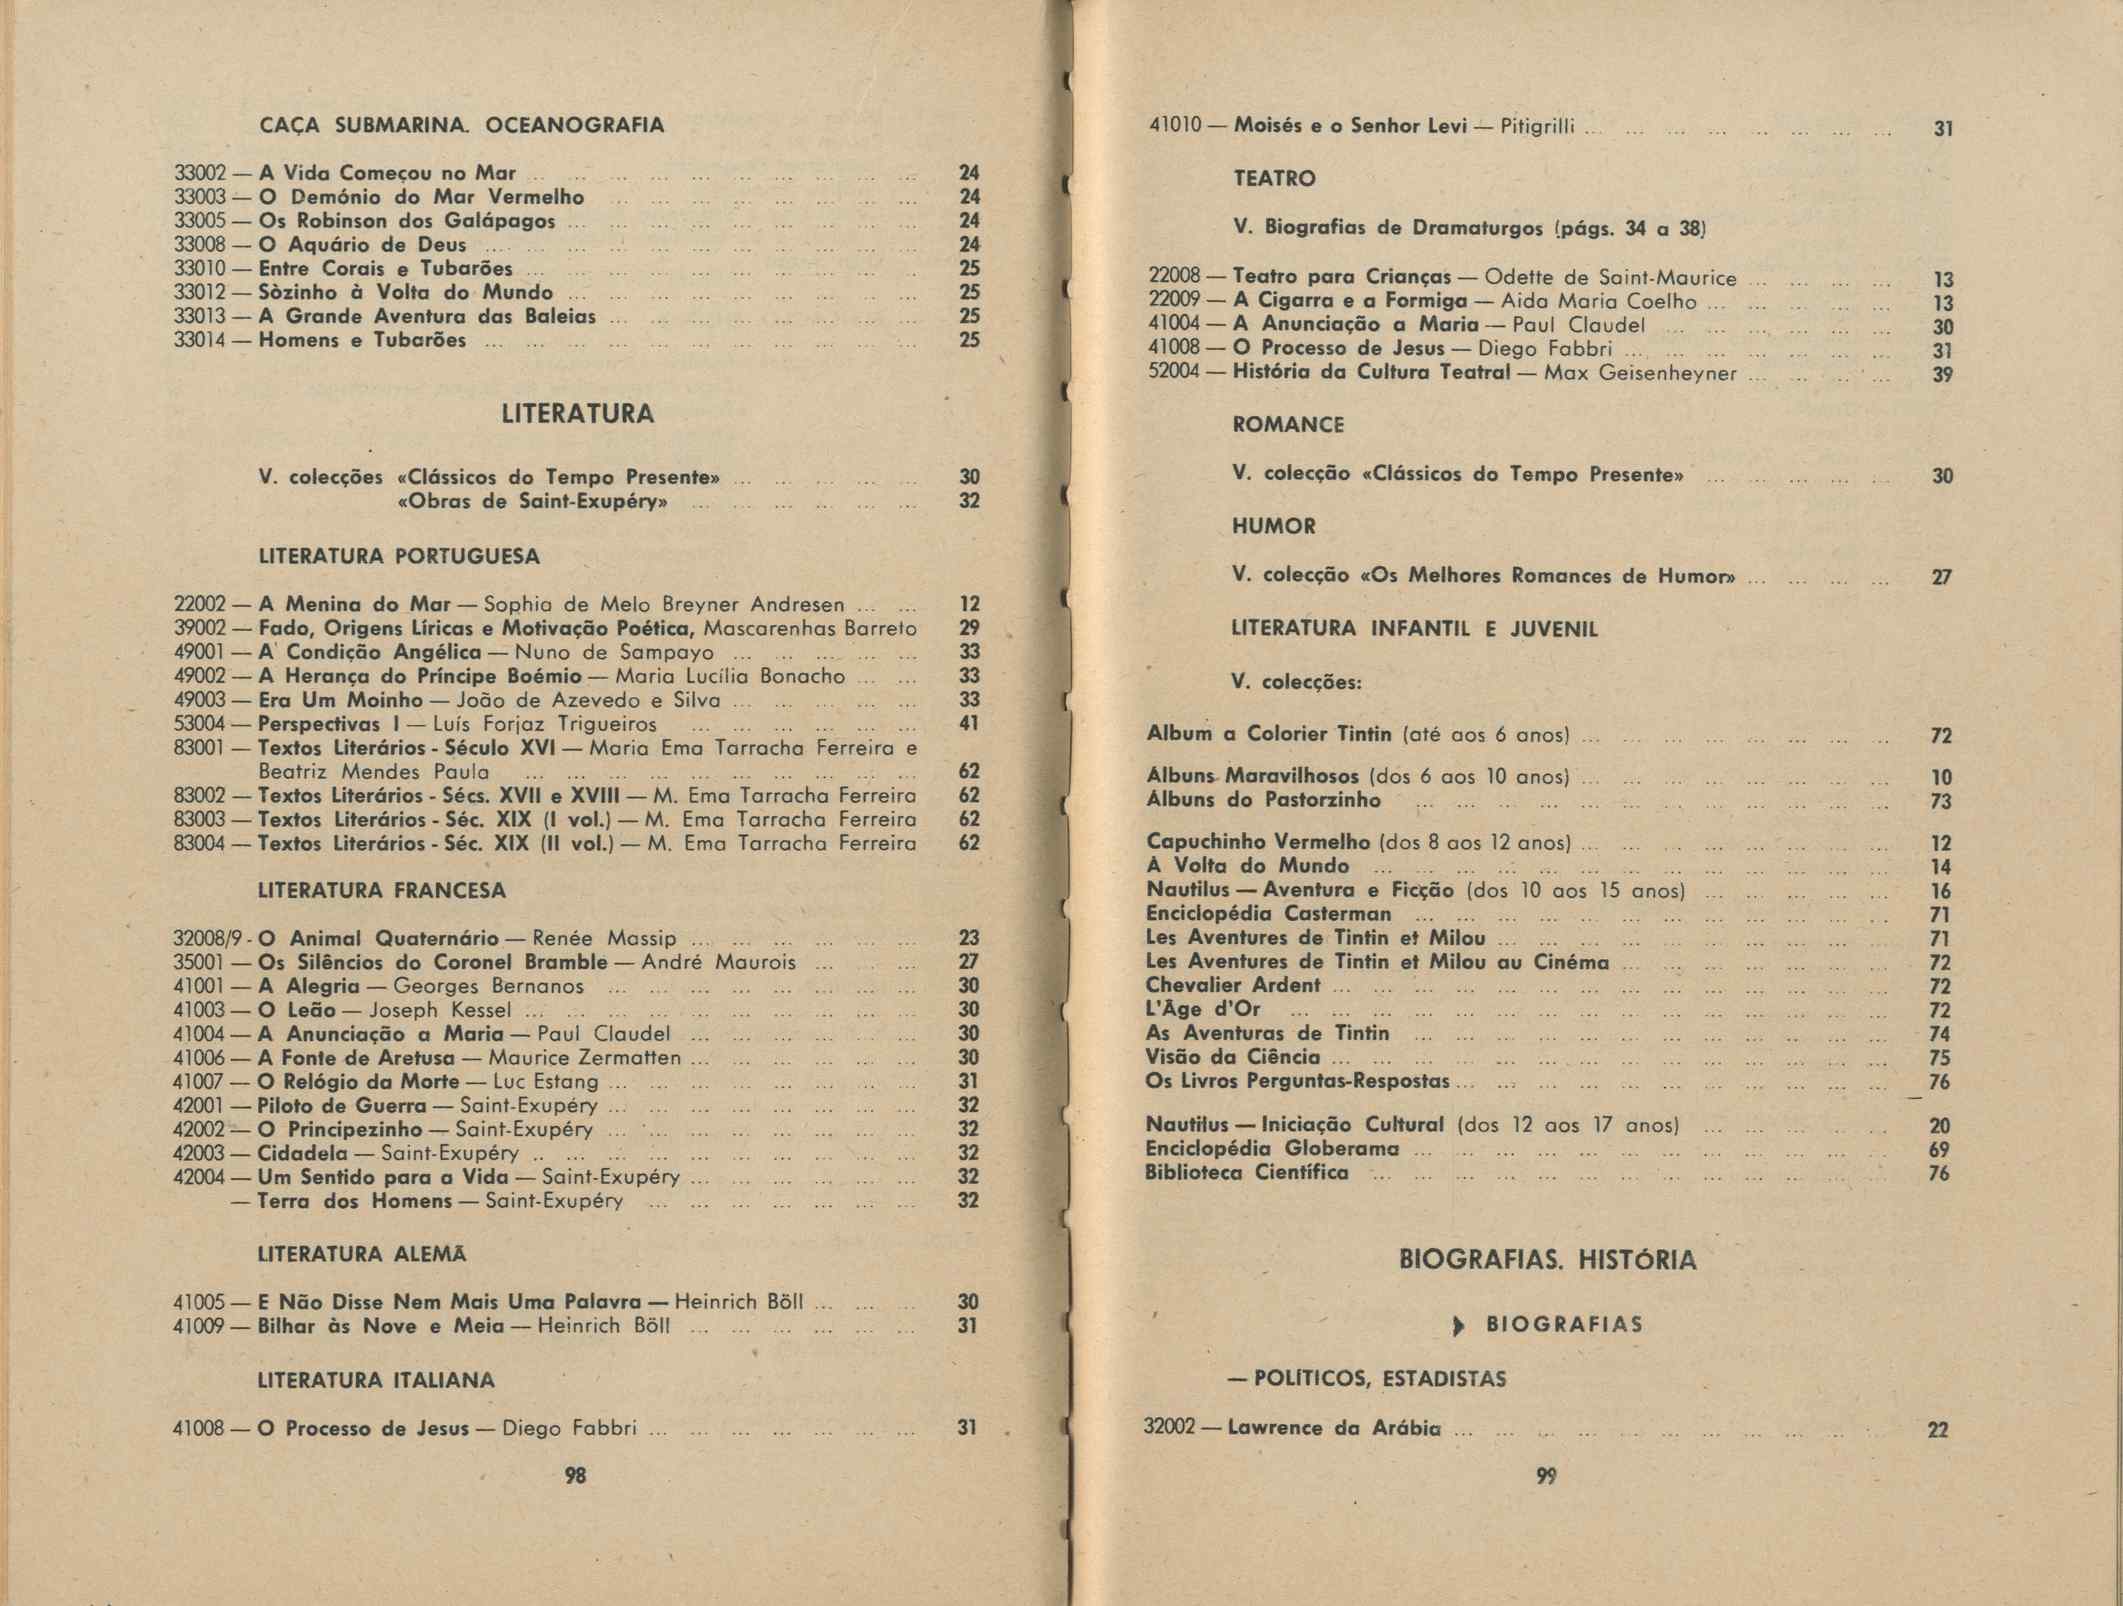 CAÇA SUBMARINA. OCEANOGRAFIA
33002 — A Vida Começou no Mar ... 24
33003 — O Demónio do Mar Vermelho ... 24
33005 — Os Robinson dos Galápagos ... 24
33008 — O Aquário de Deus ... 24
33010 — Entre Corais e Tubarões ... 25
33012 — Sòzinho à Volta do Mundo ... 25
33013 — A Grande Aventura das Baleias ... 25
33014 — Homens e Tubarões ... 25
LITERATURA
V. colecções «Clássicos do Tempo Presente» ... 30
«Obras de Saint-Exupéry» ... 32
LITERATURA PORTUGUESA
22002 — A Menina do Mar — Sophia de Melo Breyner Andresen ... 12
39002 — Fado, Origens Líricas e Motivação Poética, Mascarenhas Barreto 29
49001 — A Condição Angélica — Nuno de Sampayo ... 33
49002 — A Herança do Príncipe Boémio — Maria Lucília Bonacho ... 33
49003 — Era Um Moinho — João de Azevedo e Silva ... 33
53004 — Perspectivas I — Luís Forjaz Trigueiros ... 41
83001 — Textos Literários - Século XVI — Maria Ema Tarracha Ferreira e
Beatriz Mendes Paula ... 62
83002 — Textos Literários - Sécs. XVII e XVIII — M. Ema Tarracha Ferreira 62
83003 — Textos Literários - Séc. XIX (I vol.) — M. Ema Tarracha Ferreira 62
83004 — Textos Literários - Séc. XIX (II vol.) — M. Ema Tarracha Ferreira 62
LITERATURA FRANCESA
32008/9 - O Animal Quaternário — Renée Massip ... 23
35001 — Os Silêncios do Coronel Bramble — André Maurois ... 27
41001 — A Alegria — Georges Bernanos ... 30
41003 — O Leão — Joseph Kessel ... 30
41004 — A Anunciação a Maria — Paul Claudel ... 30
41006 — A Fonte de Aretusa — Maurice Zermatten ... 30
41007 — O Relógio da Morte — Luc Estang ... 31
42001 — Piloto de Guerra — Saint-Exupéry ... 32
42002 — O Principezinho — Saint-Exupéry ... 32
42003 — Cidadela — Saint-Exupéry ... 32
42004 — Um Sentido para a Vida — Saint-Exupéry ... 32
— Terra dos Homens — Saint-Exupéry ... 32
LITERATURA ALEMÃ
41005 — E Não Disse Nem Mais Uma Palavra — Heinrich Böll ... 30
41009 — Bilhar às Nove e Meia — Heinrich Böll ... 31
LITERATURA ITALIANA
41008 — O Processo de Jesus — Diego Fabbri ... 31
98
41010 — Moisés e o Senhor Levi — Pitigrilli ... 31
TEATRO
V. Biografias de Dramaturgos (págs. 34 a 38)
22008 — Teatro para Crianças — Odette de Saint-Maurice ... 13
22009 — A Cigarra e a Formiga — Aida Maria Coelho ... 13
41004 — A Anunciação a Maria — Paul Claudel ... 30
41008 — O Processo de Jesus — Diego Fabbri ... 31
52004 — História da Cultura Teatral — Max Geisenheyner ... 39
ROMANCE
V. colecção «Clássicos do Tempo Presente» ... 30
HUMOR
V. colecção «Os Melhores Romances de Humor» ... 27
LITERATURA INFANTIL E JUVENIL
V. colecções:
Album a Colorier Tintin (até aos 6 anos) ... 72
Álbuns Maravilhosos (dos 6 aos 10 anos) ... 10
Álbuns do Pastorzinho ... 73
Capuchinho Vermelho (dos 8 aos 12 anos) ... 12
À Volta do Mundo ... 14
Nautilus — Aventura e Ficção (dos 10 aos 15 anos) ... 16
Enciclopédia Casterman ... 71
Les Aventures de Tintin et Milou ... 71
Les Aventures de Tintin et Milou au Cinéma ... 72
Chevalier Ardent ... 72
L'Âge d'Or ... 72
As Aventuras de Tintin ... 74
Visão da Ciência ... 75
Os Livros Perguntas-Respostas ... 76
Nautilus — Iniciação Cultural (dos 12 aos 17 anos) ... 20
Enciclopédia Globerama ... 69
Biblioteca Científica ... 76
BIOGRAFIAS. HISTÓRIA
BIOGRAFIAS
— POLÍTICOS, ESTADISTAS
32002 — Lawrence da Arábia ... 22
99